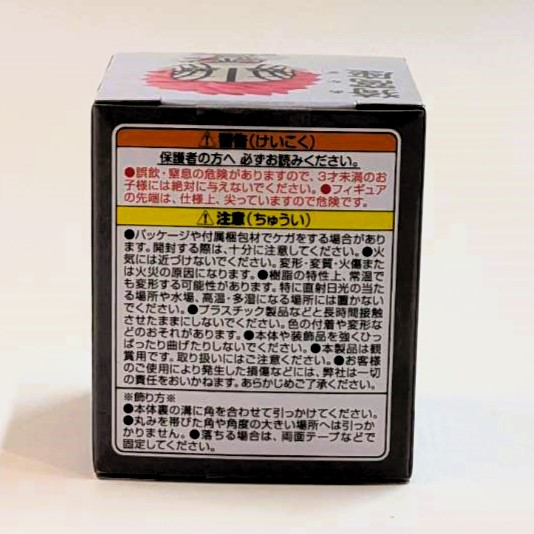 ⚠警告(けいこく)
保護者の方へ 必ずお読みください。
●誤飲・窒息の危険がありますので、3才未満のお
子様には絶対に与えないでください。●フィギュア
の先端は、仕様上、尖っていますので危険です。
⚠注意(ちゅうい)
●パッケージや付属梱包材でケガをする場合があり
ます。開封する際は、十分に注意してください。●火
気には近づけないでください。変形・変質・火傷また
は火災の原因になります。●樹脂の特性上、常温で
も変形する可能性があります。特に直射日光の当た
る場所や水場、高温・多湿になる場所には置かない
でください。●プラスチック製品などと長時間接触
させたままにしないでください。色の付着や変形な
どのおそれがあります。●本体や装飾品を強くひっ
ぱったり曲げたりしないでください。●本製品は観
賞用です。取り扱いにはご注意ください。●お客様
のご使用により発生した損傷などには、弊社は一切
の責任をおいかねます。あらかじめご了承ください。
※飾り方※
●本体裏の溝に角を合わせて引っかけてください。
●丸みを帯びた角や角度の大きい場所へは引っか
かりません。●落ちる場合は、両面テープなどで
固定してください。